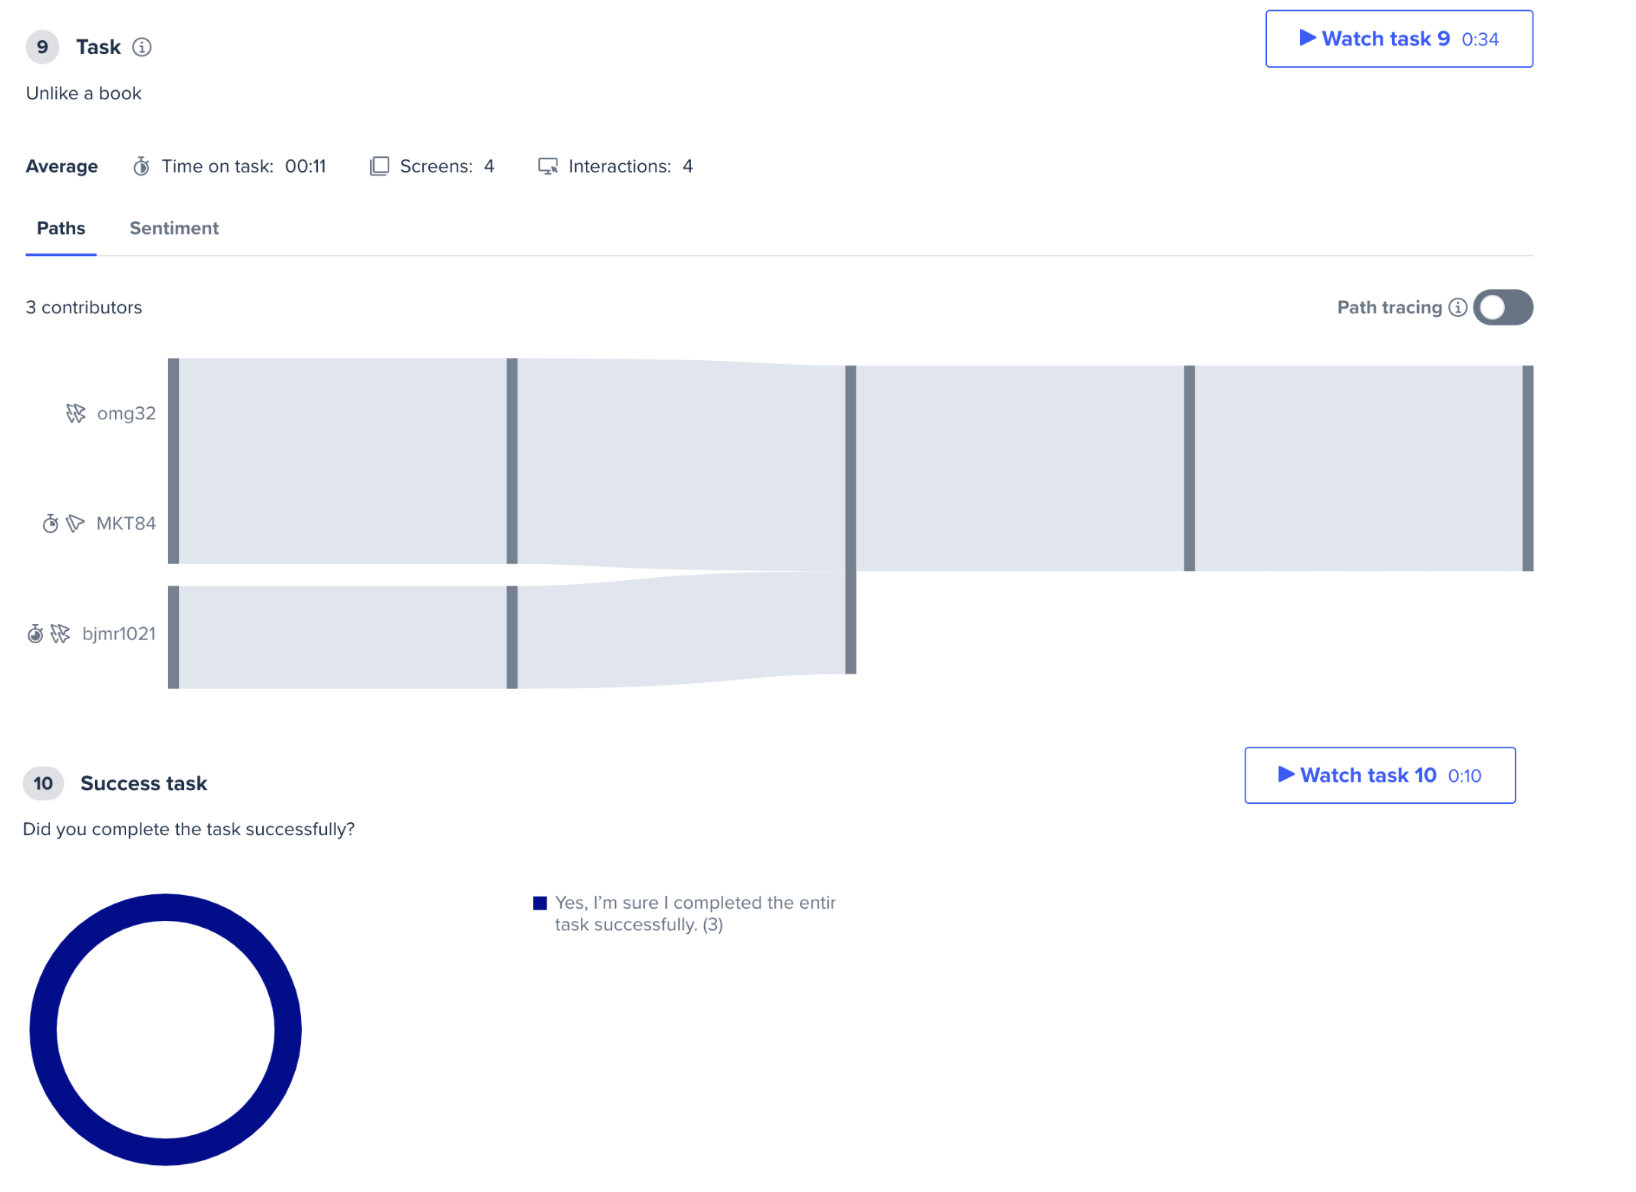 9 Task
Watch task 9 0:34
Unlike a book
Average Time on task: 00:11 Screens: 4 Interactions: 4
Paths Sentiment
3 contributors
Path tracing
omg32
MKT84
bjmr1021
10 Success task
Watch task 10 0:10
Did you complete the task successfully?
Yes, I'm sure I completed the entir
task successfully. (3)